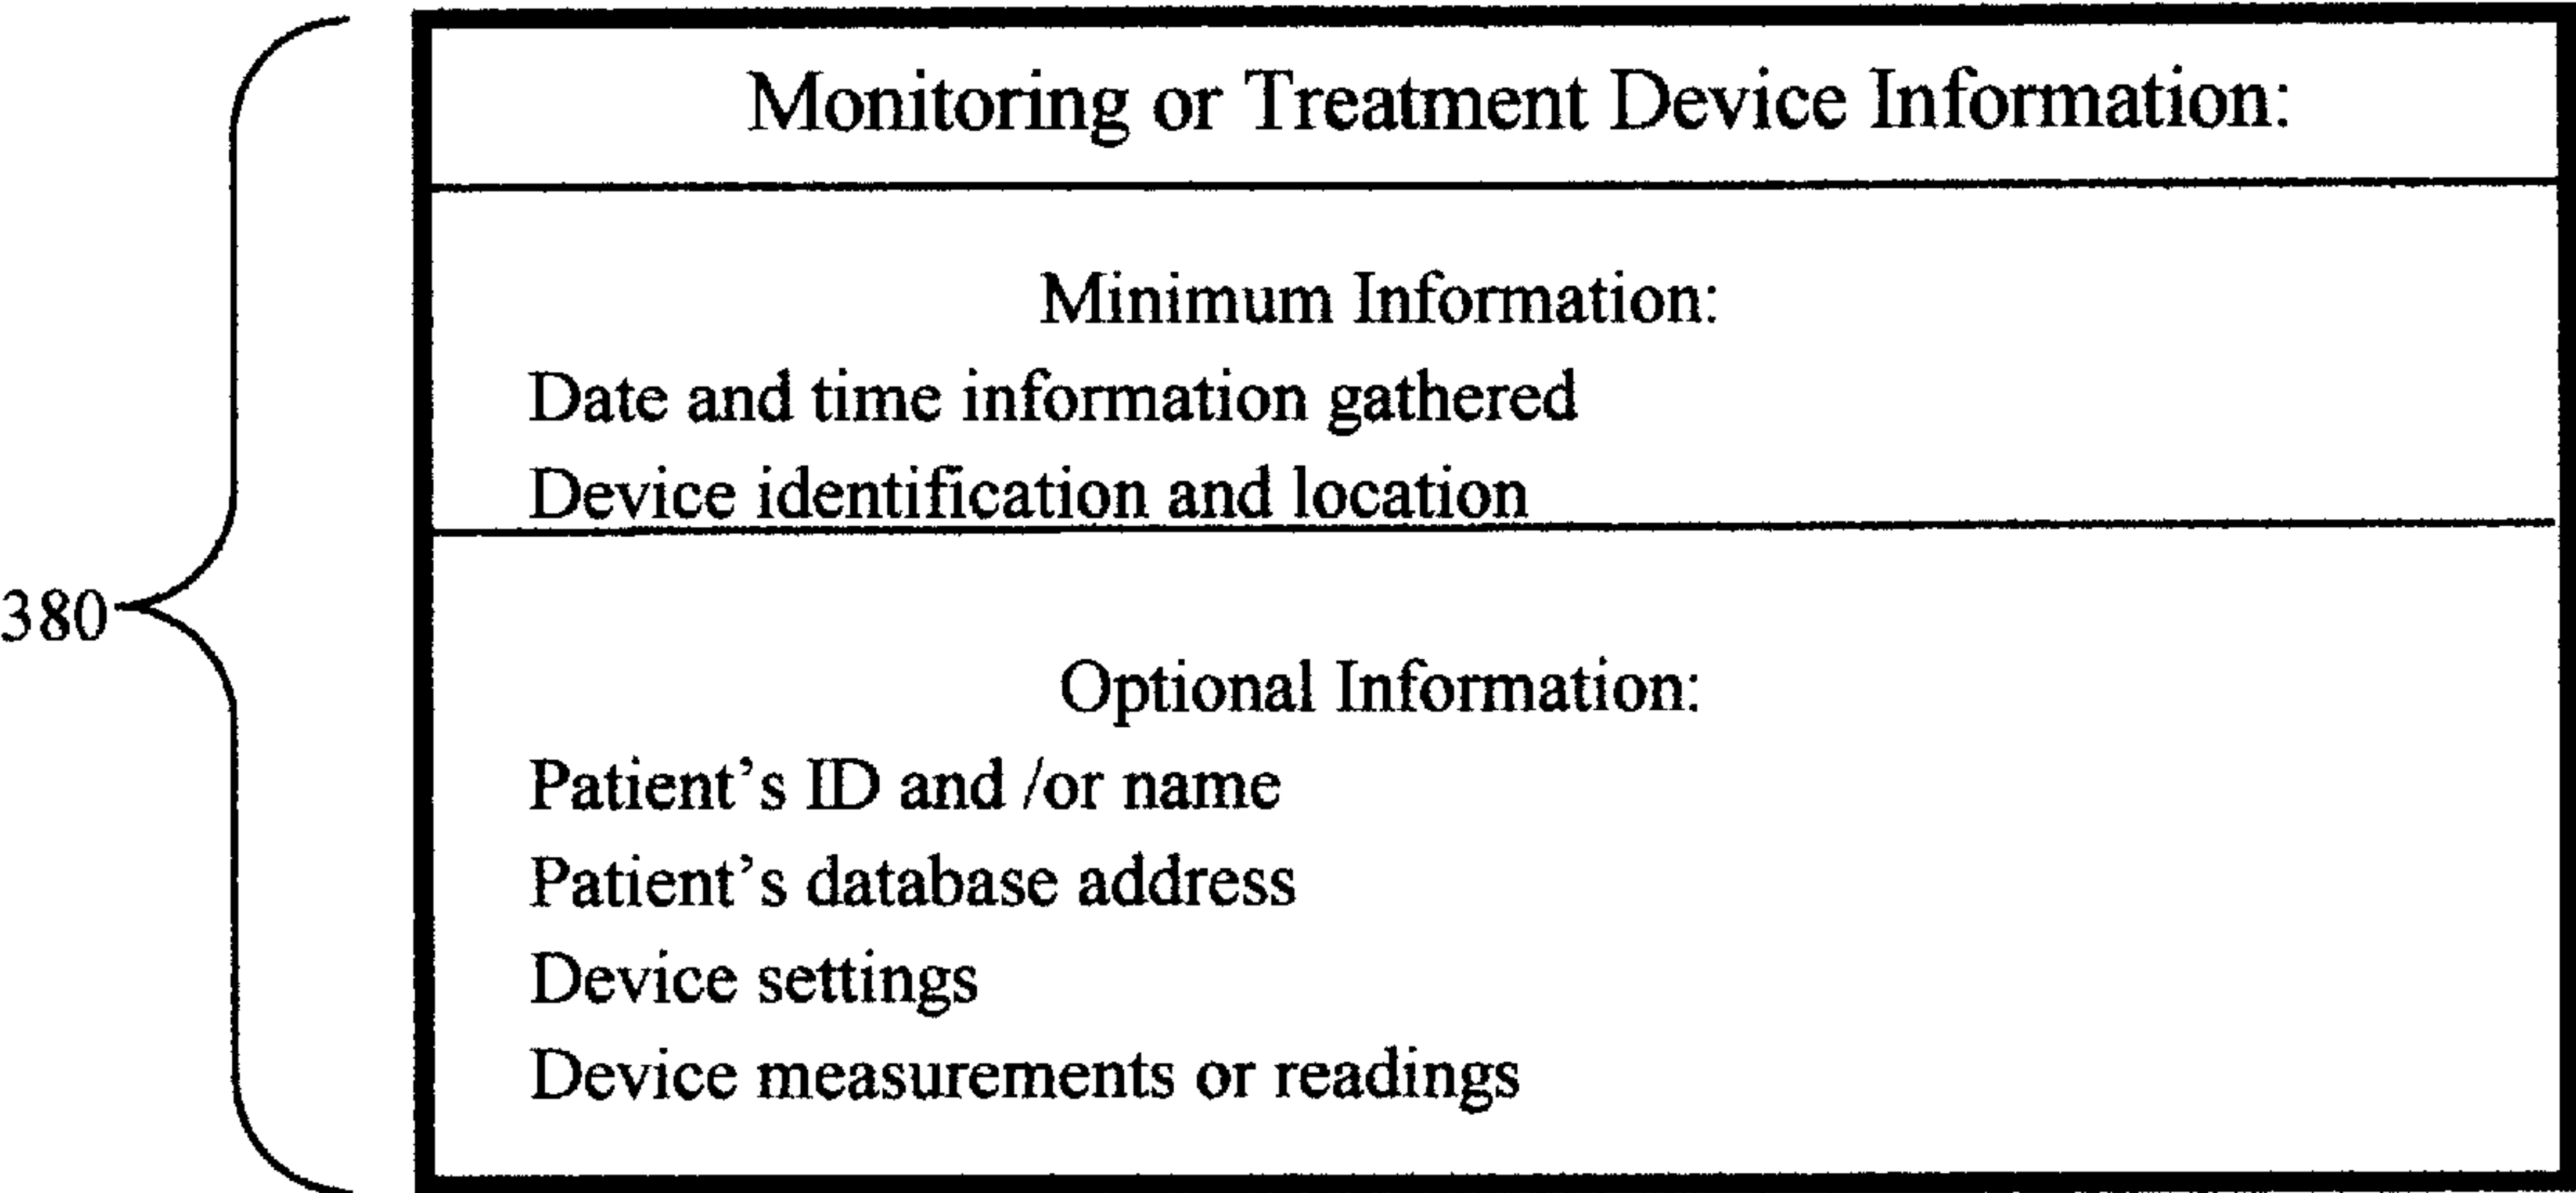 Monitoring or Treatment Device Information:
Minimum Information:
Date and time information gathered
Device identification and location
380
Optional Information:
Patient’s ID and /or name
Patient’s database address
Device settings
Device measurements or readings